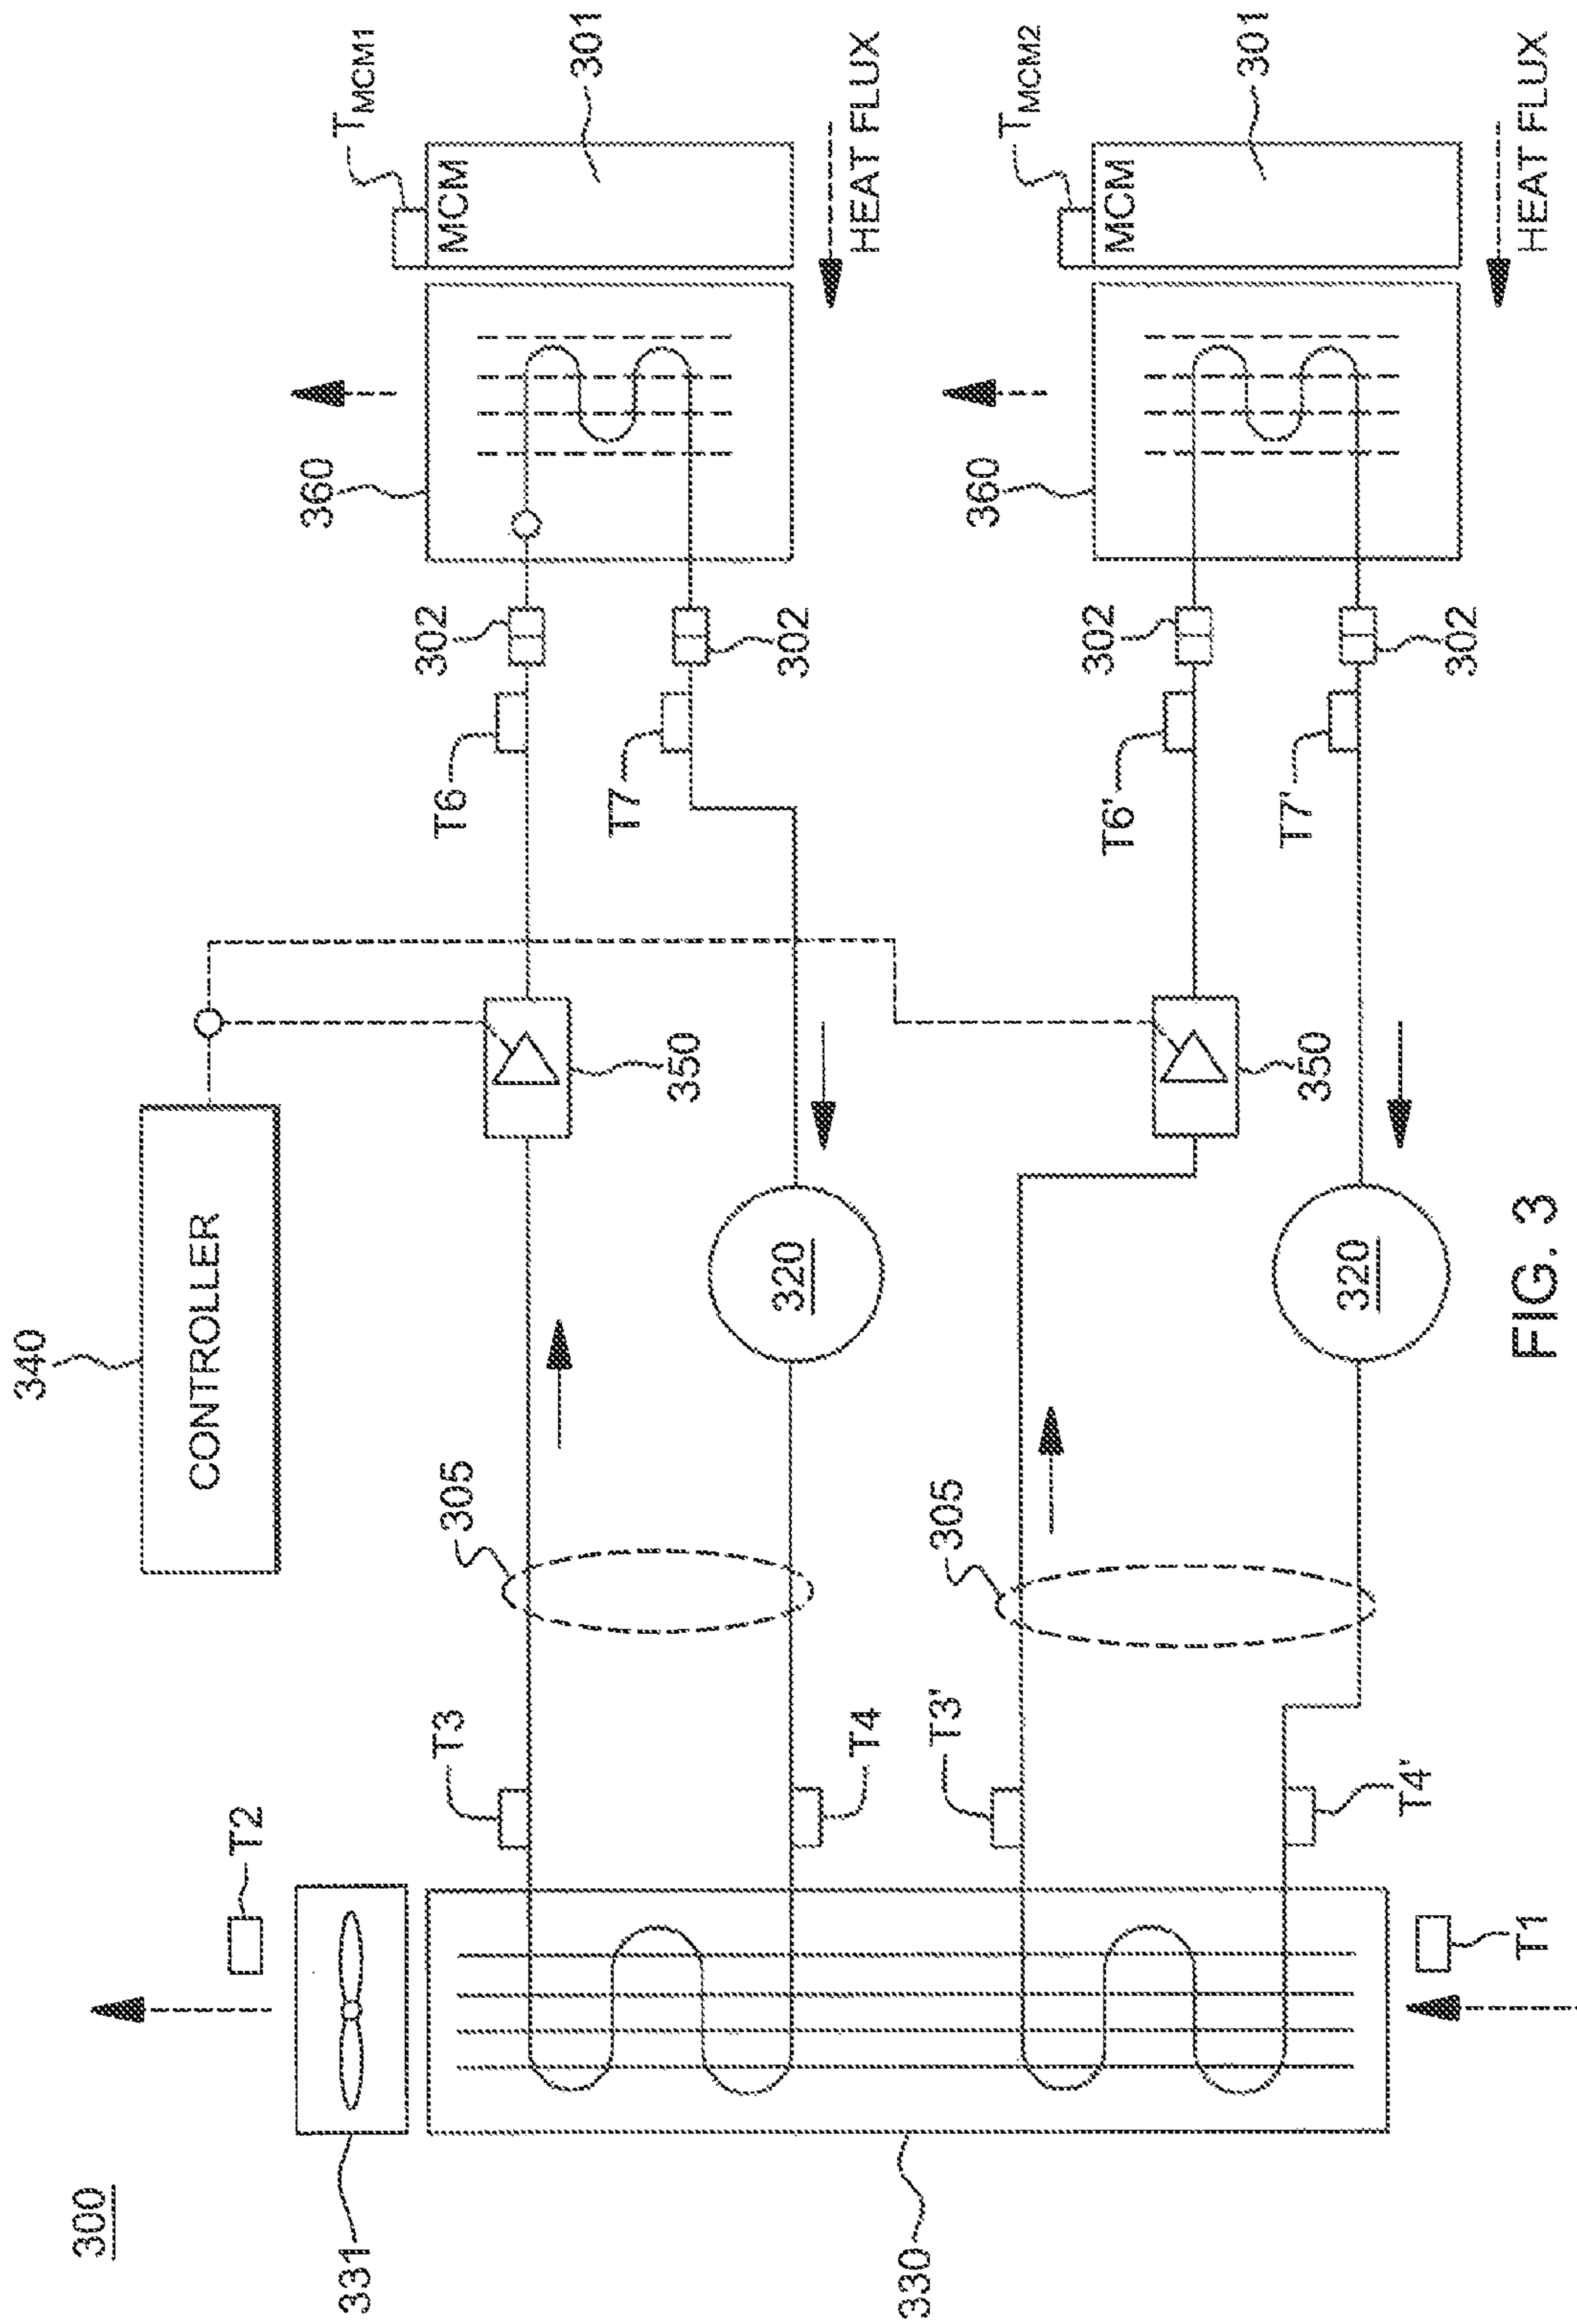 300
331
330
T2
T1
340
CONTROLLER
T3
T4
T3'
T4'
305
305
320
320
350
350
T6
T7
T6'
T7'
302
302
302
302
360
360
TMCM1
MCM
301
HEAT FLUX
TMCM2
MCM
301
HEAT FLUX
FIG. 3